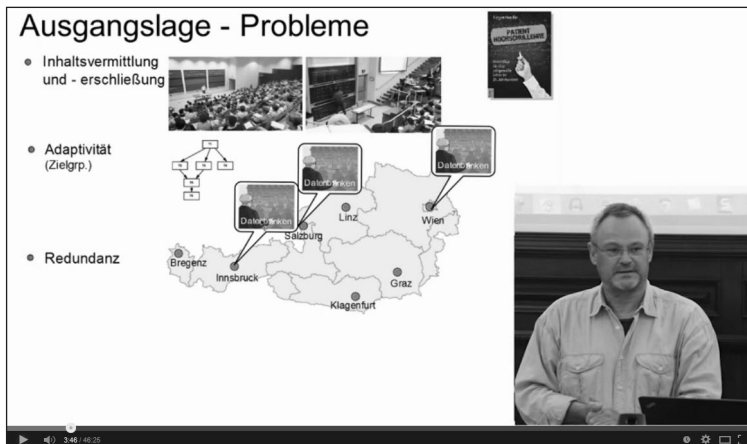 Ausgangslage - Probleme
Inhaltsvermittlung
und - erschließung
PATIENT
HOCHSCHULLEHRE
Adaptivität
(Zielgrp.)
Datenbanken
Datenbanken
Datenbanken
Linz
Wien
Salzburg
Bregenz
Innsbruck
Graz
Klagenfurt
Redundanz
3:46 / 46:25